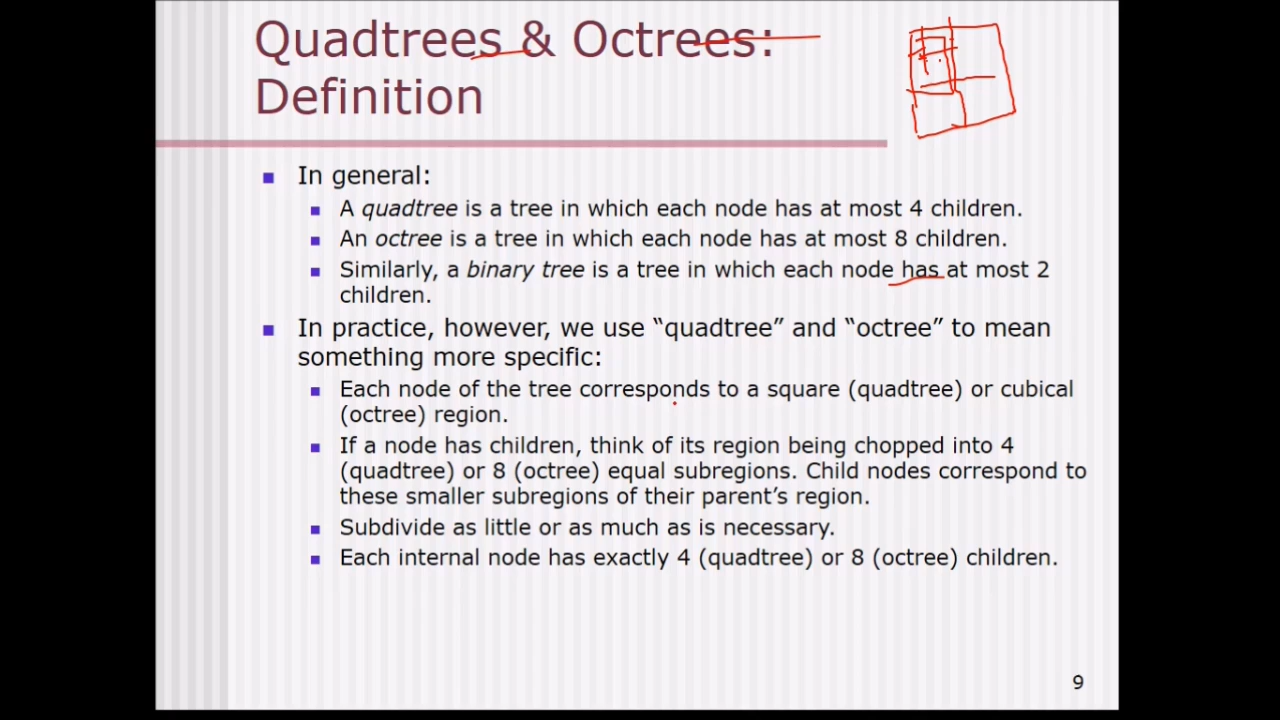 Quadtrees & Octrees:
Definition
In general:
A quadtree is a tree in which each node has at most 4 children.
An octree is a tree in which each node has at most 8 children.
Similarly, a binary tree is a tree in which each node has at most 2
children.
In practice, however, we use “quadtree” and “octree” to mean
something more specific:
Each node of the tree corresponds to a square (quadtree) or cubical
(octree) region.
If a node has children, think of its region being chopped into 4
(quadtree) or 8 (octree) equal subregions. Child nodes correspond to
these smaller subregions of their parent’s region.
Subdivide as little or as much as is necessary.
Each internal node has exactly 4 (quadtree) or 8 (octree) children.
9